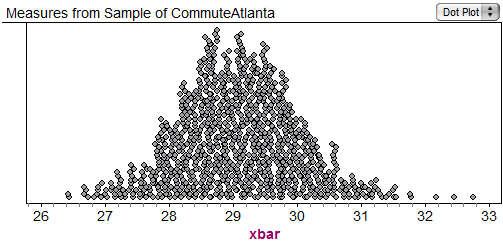 Measures from Sample of CommuteAtlanta
Dot Plot
26 27 28 29 30 31 32 33
xbar